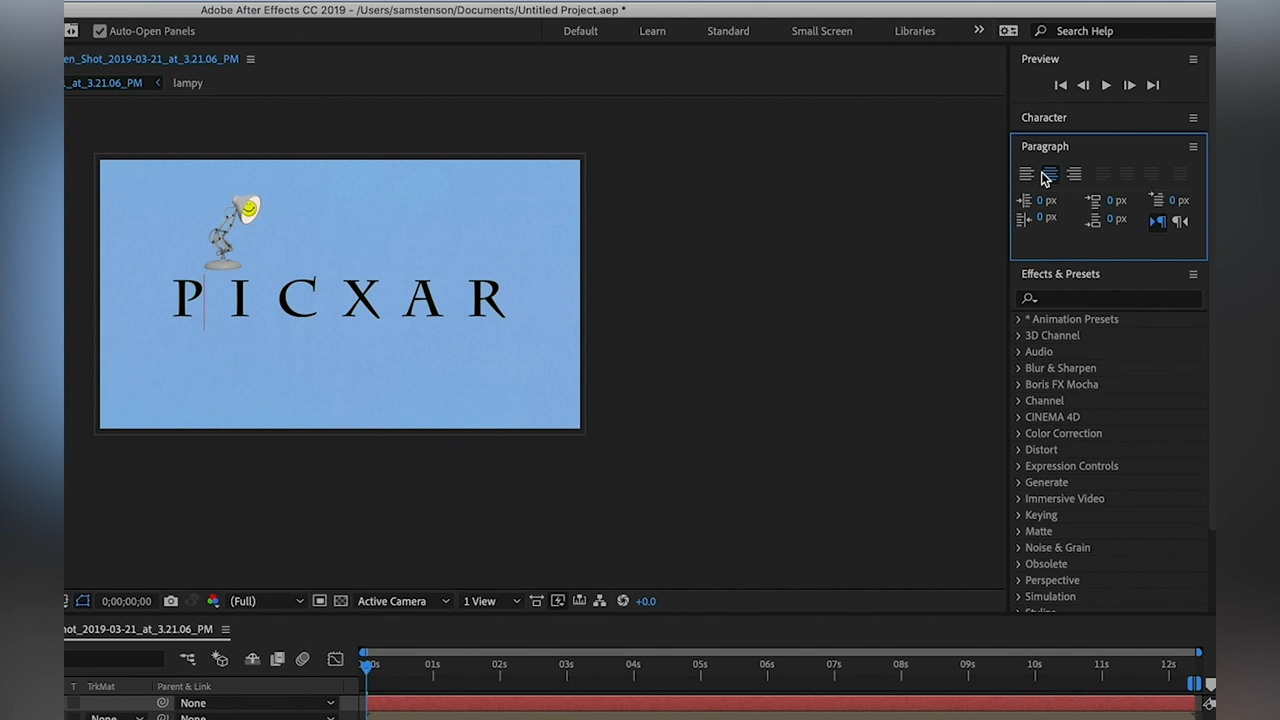 Adobe After Effects CC 2019 - /Users/samstenson/Documents/Untitled Project.aep *
Auto-Open Panels
Default
Learn
Standard
Small Screen
Libraries
Search Help
en_Shot_2019-03-21_at_3.21.06_PM
_at_3.21.06_PM
lampy
Preview
Character
Paragraph
0 px
0 px
0 px
0 px
0 px
PICXAR
Effects & Presets
* Animation Presets
3D Channel
Audio
Blur & Sharpen
Boris FX Mocha
Channel
CINEMA 4D
Color Correction
Distort
Expression Controls
Generate
Immersive Video
Keying
Matte
Noise & Grain
Obsolete
Perspective
Simulation
0;00;00;00
(Full)
Active Camera
1 View
+0.0
hot_2019-03-21_at_3.21.06_PM
00s
01s
02s
03s
04s
05s
06s
07s
08s
09s
10s
11s
12s
T
TrkMat
Parent & Link
None
None
None